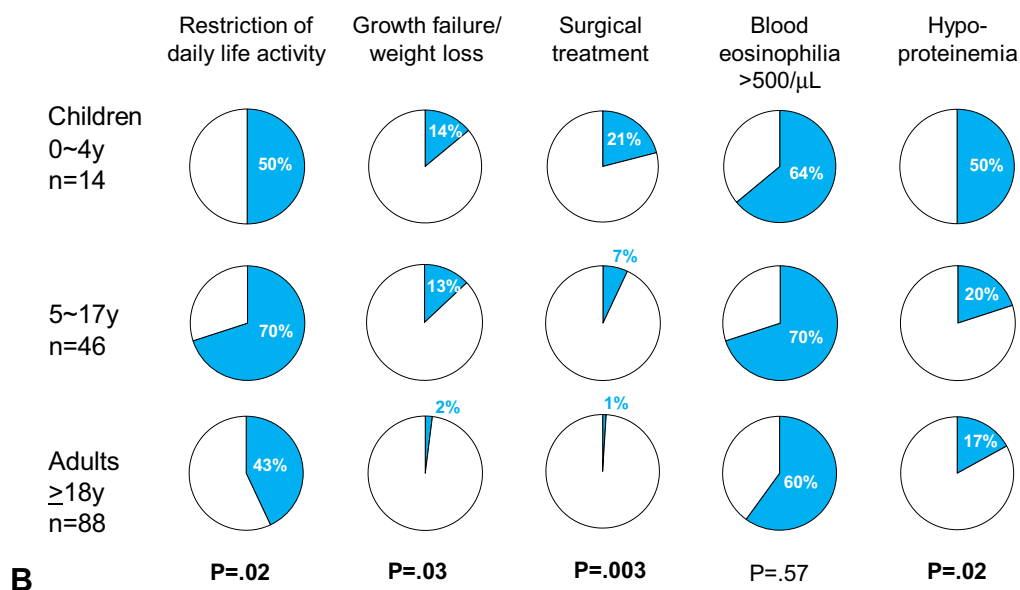 Restriction of
daily life activity
Growth failure/
weight loss
Surgical
treatment
Blood
eosinophilia
>500/μL
Hypo-
proteinemia
Children
0~4y
n=14
50%
14%
21%
64%
50%
5~17y
n=46
70%
13%
7%
70%
20%
Adults
≥18y
n=88
43%
2%
1%
60%
17%
B
P=.02
P=.03
P=.003
P=.57
P=.02